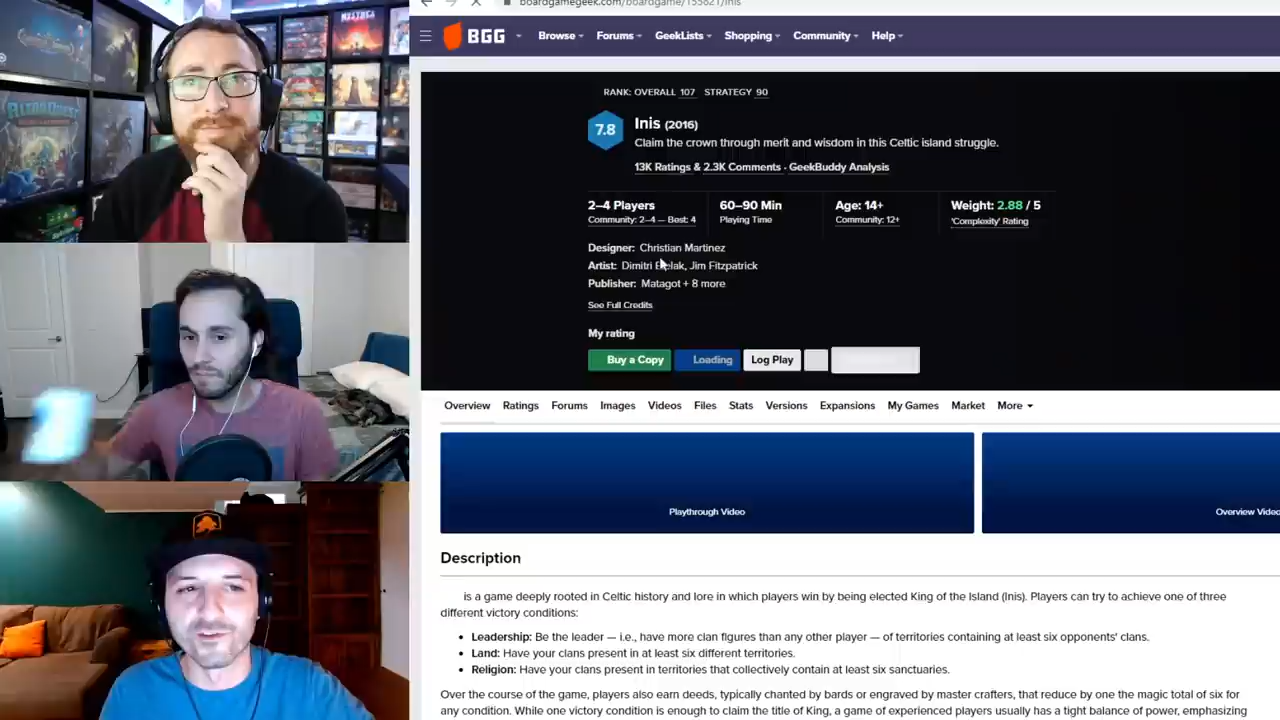 boardgamegeek.com/boardgame/155821/inis
BGG
Browse Forums GeekLists Shopping Community Help
RANK: OVERALL 107 STRATEGY 90
7.8
Inis (2016)
Claim the crown through merit and wisdom in this Celtic island struggle.
13K Ratings & 2.3K Comments - GeekBuddy Analysis
2–4 Players 60–90 Min Age: 14+ Weight: 2.88 / 5
Community: 2–4 — Best: 4 Playing Time Community: 12+ 'Complexity' Rating
Designer: Christian Martinez
Artist: Dimitri Jim Fitzpatrick
Publisher: Matagot + 8 more
See Full Credits
My rating
Buy a Copy Loading Log Play
Overview Ratings Forums Images Videos Files Stats Versions Expansions My Games Market More
Playthrough Video Overview Video
Description
is a game deeply rooted in Celtic history and lore in which players win by being elected King of the Island (Inis). Players can try to achieve one of three
different victory conditions:
• Leadership: Be the leader — i.e., have more clan figures than any other player — of territories containing at least six opponents' clans.
• Land: Have your clans present in at least six different territories.
• Religion: Have your clans present in territories that collectively contain at least six sanctuaries.
Over the course of the game, players also earn deeds, typically chanted by bards or engraved by master crafters, that reduce by one the magic total of six for
any condition. While one victory condition is enough to claim the title of King, a game of experienced players usually has a tight balance of power, emphasizing